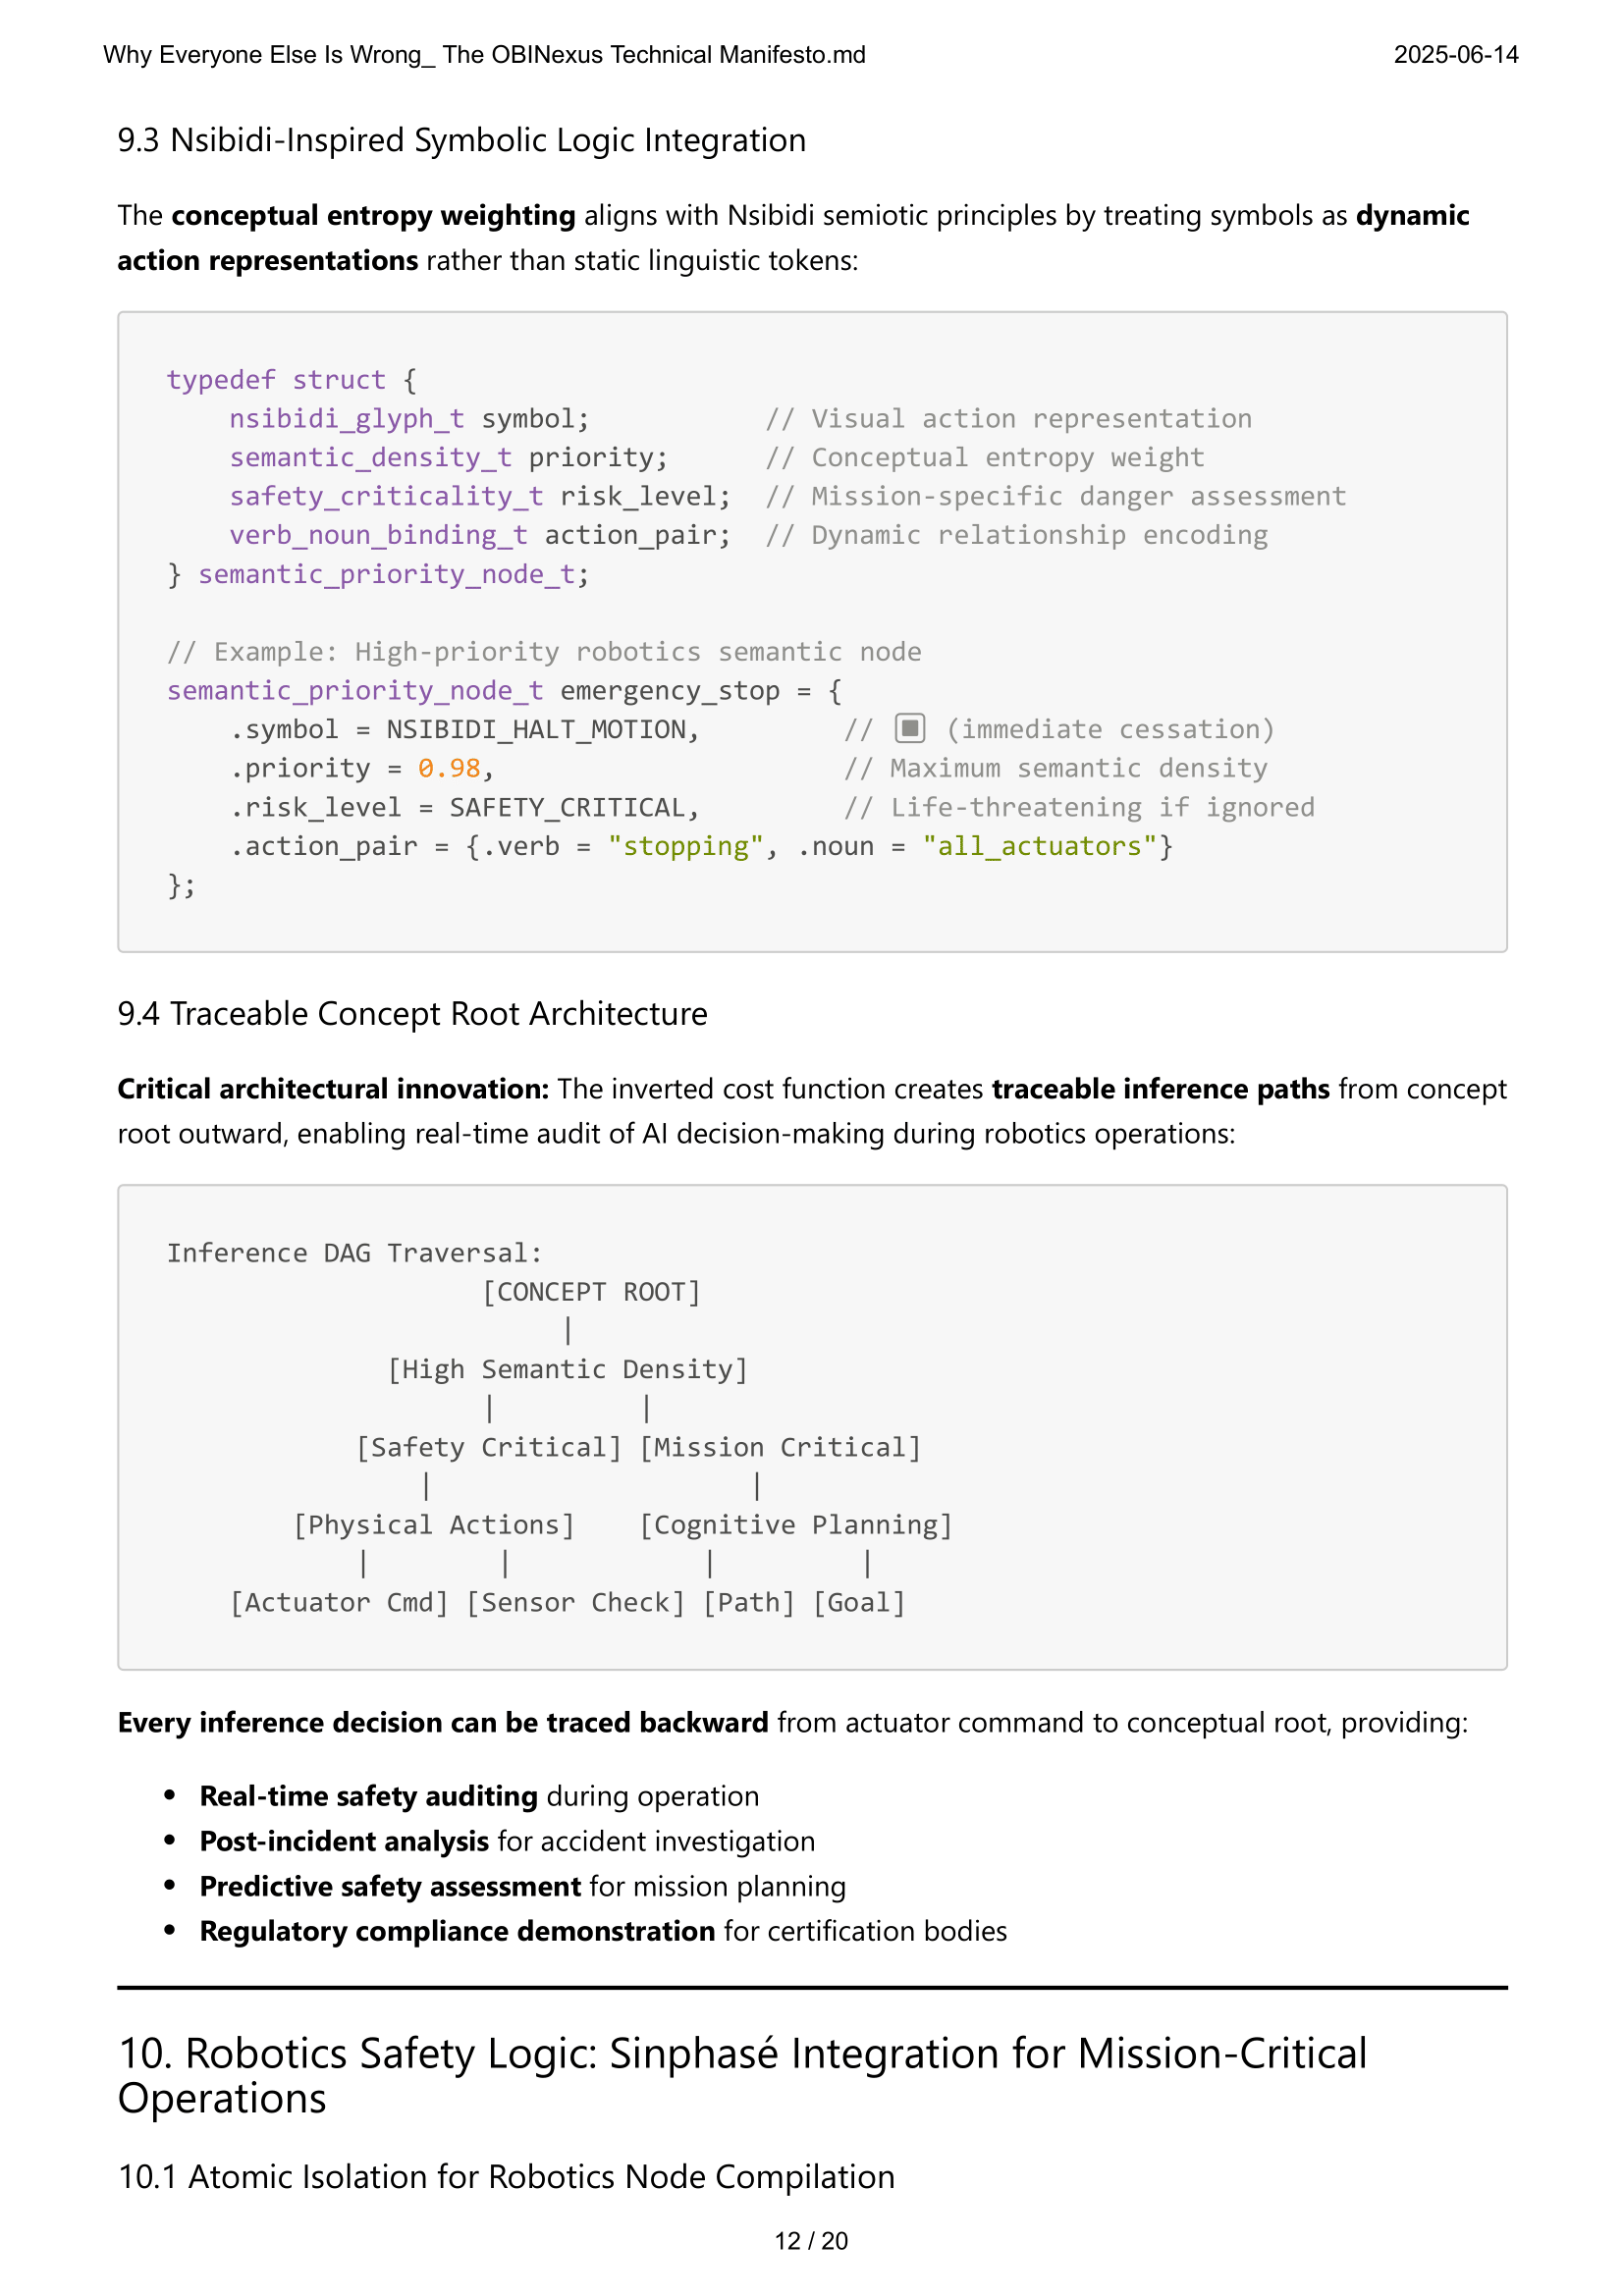 Why Everyone Else Is Wrong_ The OBINexus Technical Manifesto.md 2025-06-14
9.3 Nsibidi-Inspired Symbolic Logic Integration
The conceptual entropy weighting aligns with Nsibidi semiotic principles by treating symbols as dynamic
action representations rather than static linguistic tokens:
typedef struct {
    nsibidi_glyph_t symbol;           // Visual action representation
    semantic_density_t priority;      // Conceptual entropy weight
    safety_criticality_t risk_level;  // Mission-specific danger assessment
    verb_noun_binding_t action_pair;  // Dynamic relationship encoding
} semantic_priority_node_t;
// Example: High-priority robotics semantic node
semantic_priority_node_t emergency_stop = {
    .symbol = NSIBIDI_HALT_MOTION,         // ▣ (immediate cessation)
    .priority = 0.98,                      // Maximum semantic density
    .risk_level = SAFETY_CRITICAL,         // Life-threatening if ignored
    .action_pair = {.verb = "stopping", .noun = "all_actuators"}
};
9.4 Traceable Concept Root Architecture
Critical architectural innovation: The inverted cost function creates traceable inference paths from concept
root outward, enabling real-time audit of AI decision-making during robotics operations:
Inference DAG Traversal:
                    [CONCEPT ROOT]
                         |
              [High Semantic Density]
                    |         |
            [Safety Critical] [Mission Critical]
                |                    |
        [Physical Actions]    [Cognitive Planning]
            |        |            |         |
    [Actuator Cmd] [Sensor Check] [Path] [Goal]
Every inference decision can be traced backward from actuator command to conceptual root, providing:
• Real-time safety auditing during operation
• Post-incident analysis for accident investigation
• Predictive safety assessment for mission planning
• Regulatory compliance demonstration for certification bodies
10. Robotics Safety Logic: Sinphasé Integration for Mission-Critical
Operations
10.1 Atomic Isolation for Robotics Node Compilation
12 / 20